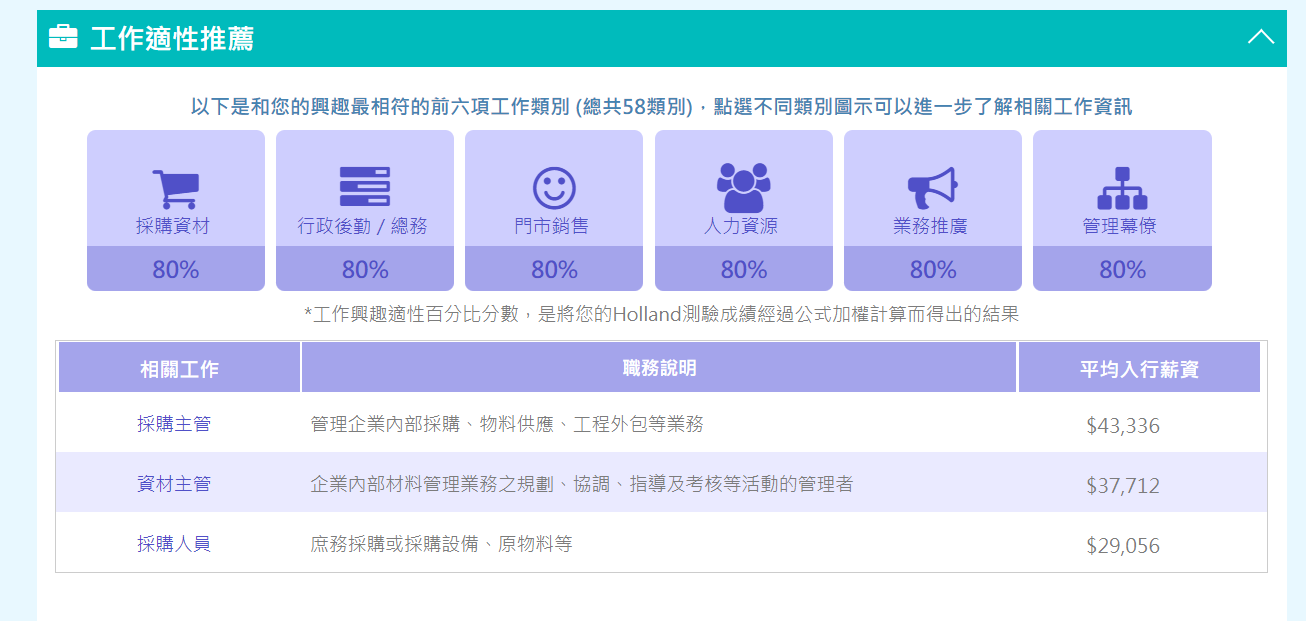 工作適性推薦
以下是和您的興趣最相符的前六項工作類別 (總共58類別)，點選不同類別圖示可以進一步了解相關工作資訊
採購資材 行政後勤 / 總務 門市銷售 人力資源 業務推廣 管理幕僚
80% 80% 80% 80% 80% 80%
*工作興趣適性百分比分數，是將您的Holland測驗成績經過公式加權計算而得出的結果
相關工作 職務說明 平均入行薪資
採購主管 管理企業內部採購、物料供應、工程外包等業務 $43,336
資材主管 企業內部材料管理業務之規劃、協調、指導及考核等活動的管理者 $37,712
採購人員 庶務採購或採購設備、原物料等 $29,056